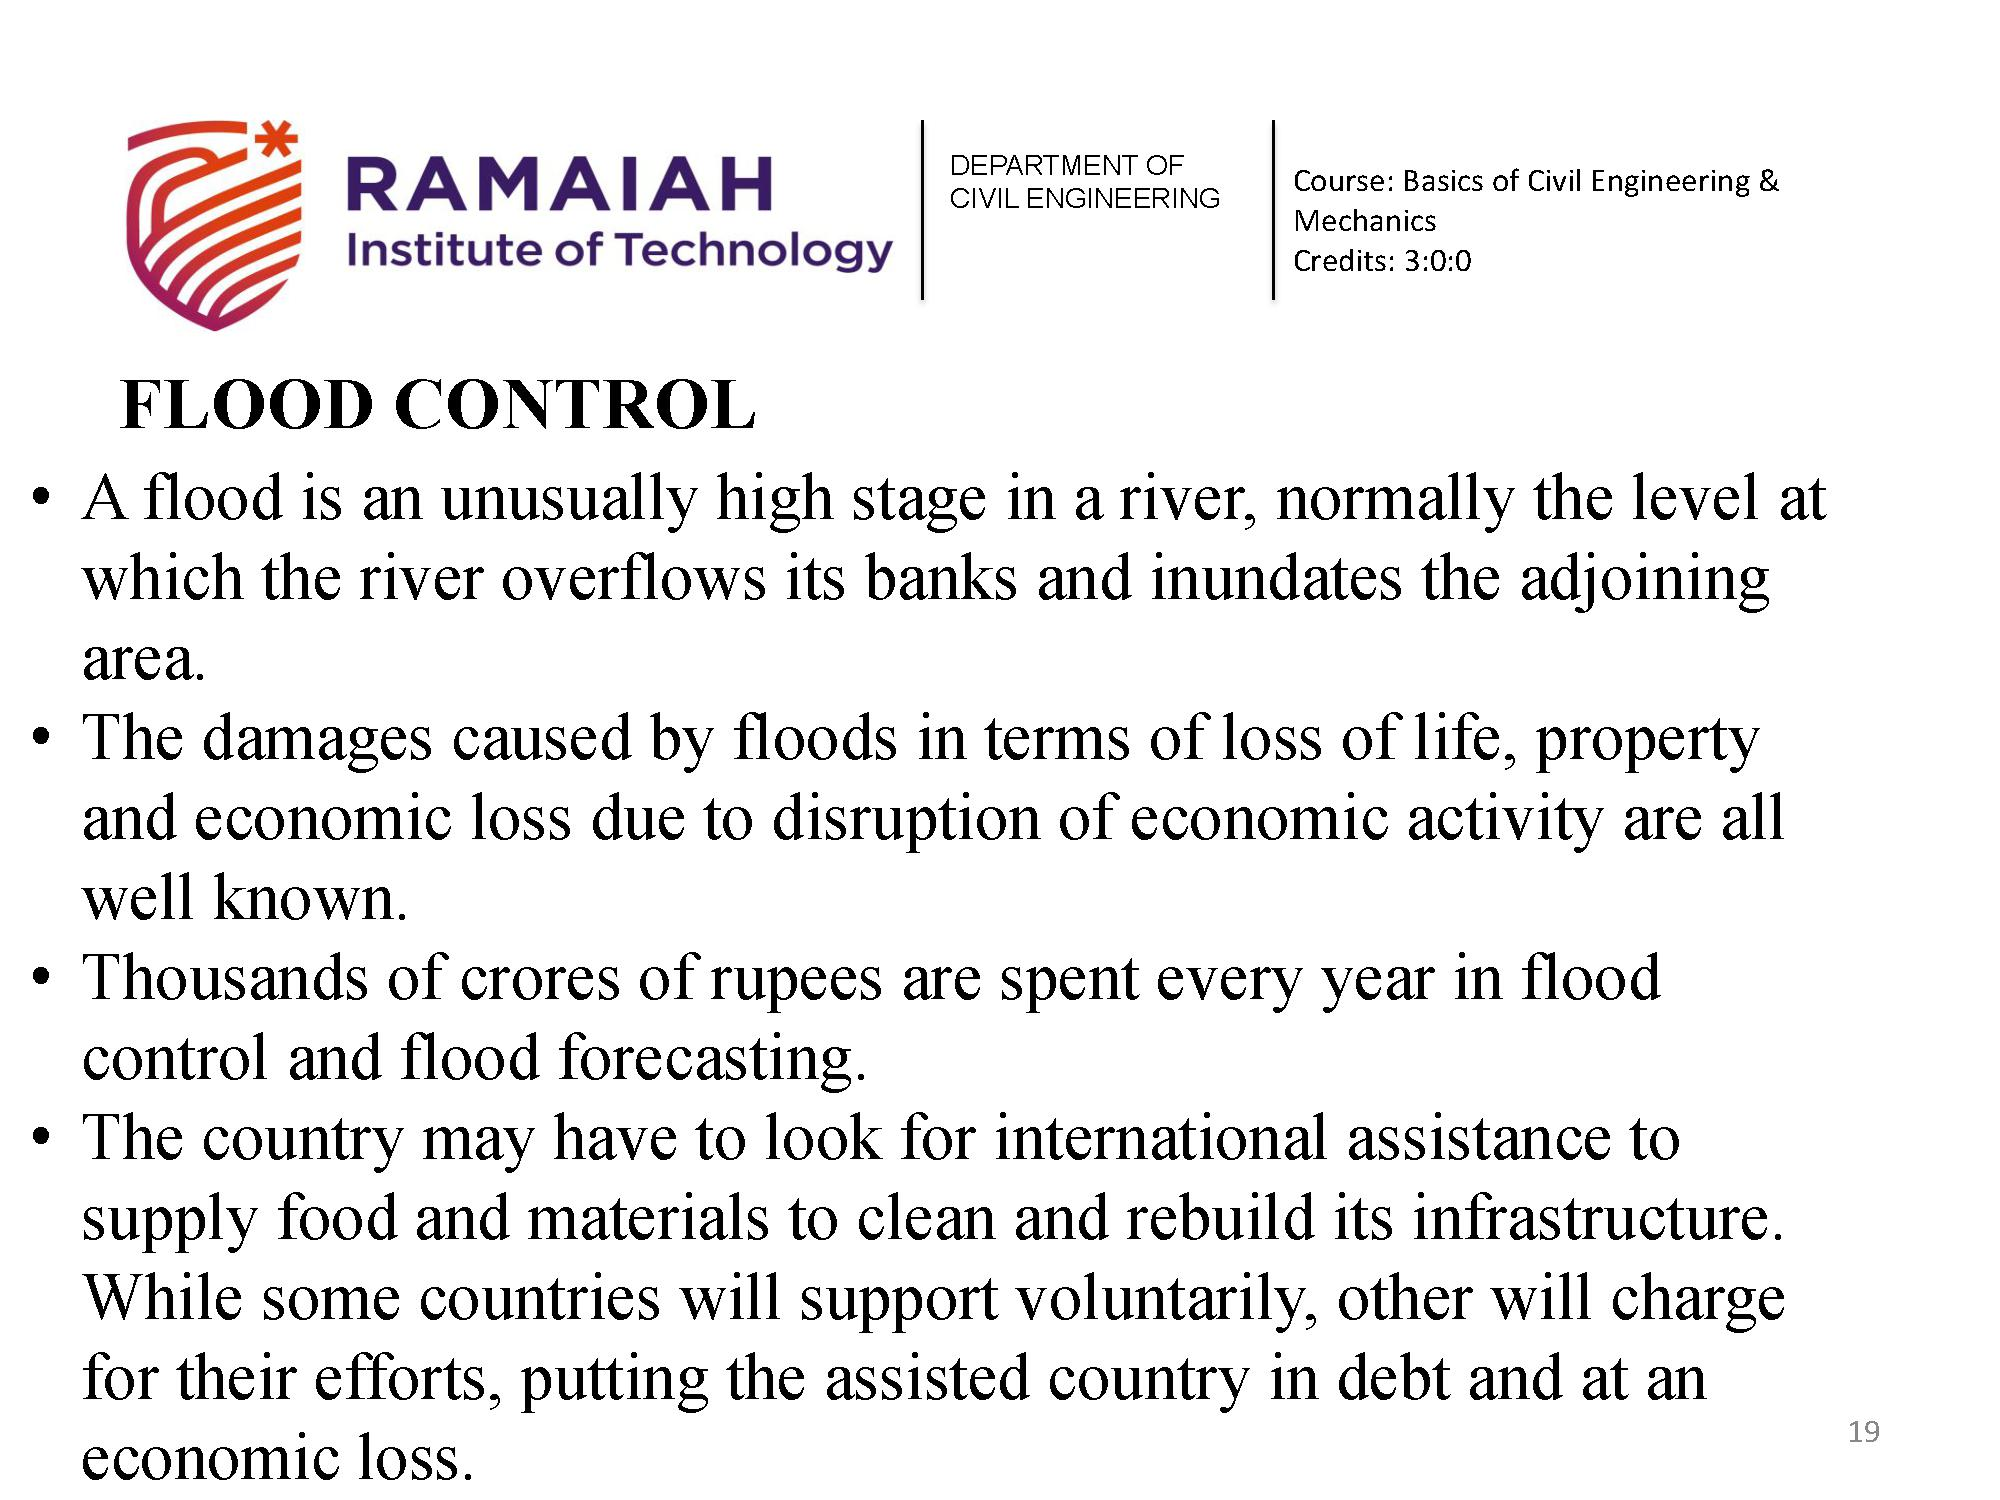 RAMAIAH
Institute of Technology
DEPARTMENT OF
CIVIL ENGINEERING
Course: Basics of Civil Engineering &
Mechanics
Credits: 3:0:0
FLOOD CONTROL
• A flood is an unusually high stage in a river, normally the level at
which the river overflows its banks and inundates the adjoining
area.
• The damages caused by floods in terms of loss of life, property
and economic loss due to disruption of economic activity are all
well known.
• Thousands of crores of rupees are spent every year in flood
control and flood forecasting.
• The country may have to look for international assistance to
supply food and materials to clean and rebuild its infrastructure.
While some countries will support voluntarily, other will charge
for their efforts, putting the assisted country in debt and at an
economic loss.
19